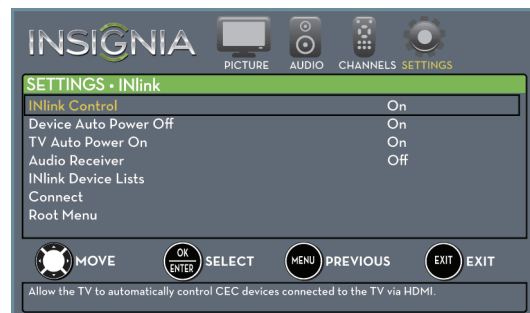 INSIGNIA
PICTURE AUDIO CHANNELS SETTINGS
SETTINGS • INlink
INlink Control On
Device Auto Power Off On
TV Auto Power On On
Audio Receiver Off
INlink Device Lists
Connect
Root Menu
MOVE OK ENTER SELECT MENU PREVIOUS EXIT EXIT
Allow the TV to automatically control CEC devices connected to the TV via HDMI.